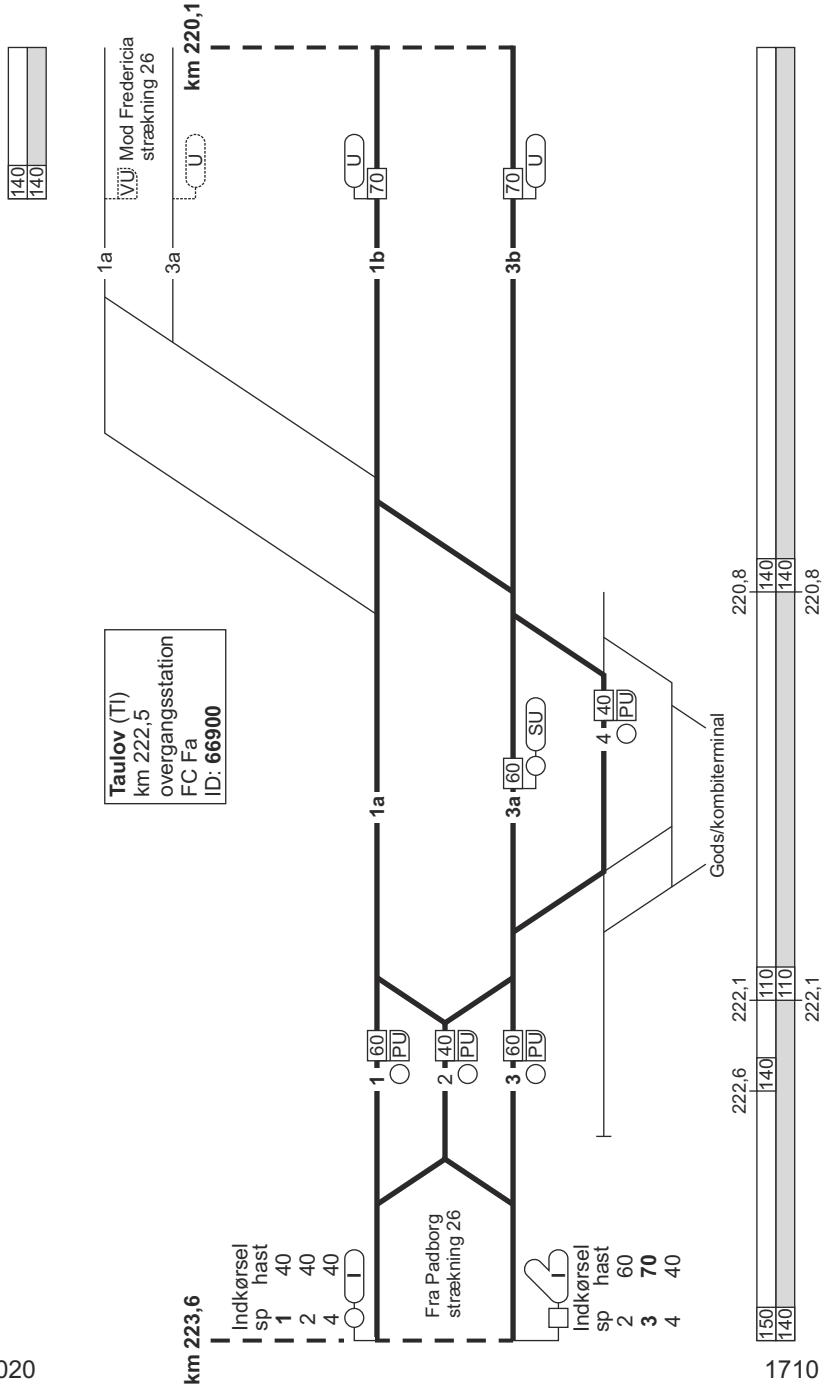 020
1710
140
140
1a
VU
Mod Fredericia
strækning 26
3a
U
km 220,1
U
70
1b
U
70
3b
Taulov (Tl)
km 222,5
overgangsstation
FC Fa
ID: 66900
1a
60
SU
3a
40
PU
4
Gods/kombiterminal
60
PU
1
40
PU
2
60
PU
3
km 223,6
Indkørsel
sp hast
1 40
2 40
4 40
I
Fra Padborg
strækning 26
I
Indkørsel
sp hast
2 60
3 70
4 40
222,6
222,1
220,8
150
140
110
140
140
110
140
222,1
220,8